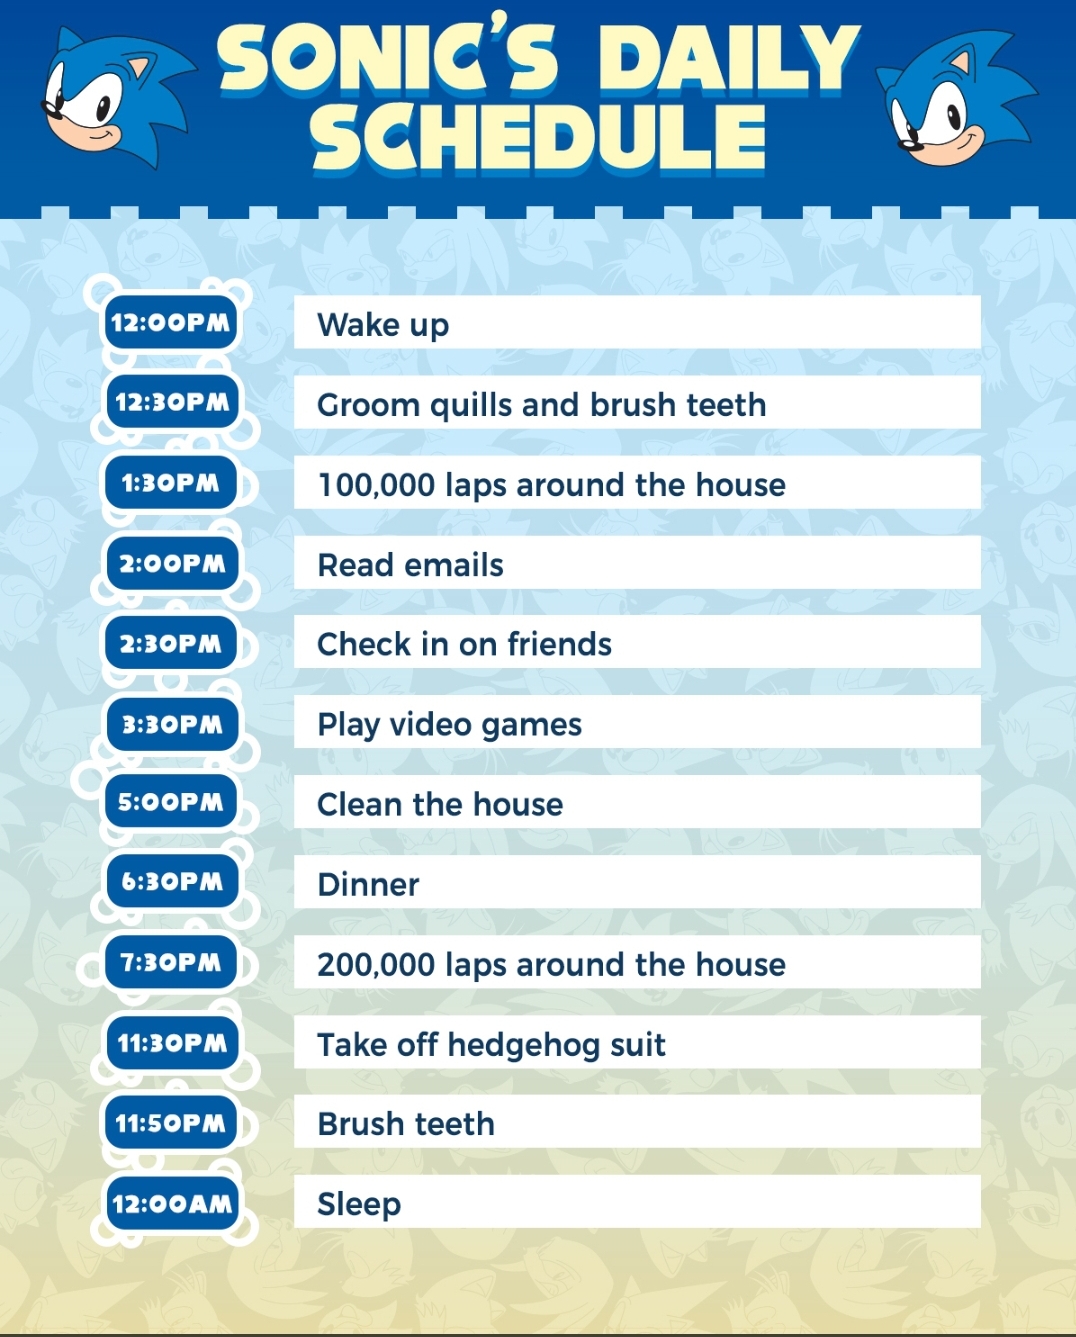 SONIC'S DAILY
SCHEDULE
12:00PM Wake up
12:30PM Groom quills and brush teeth
1:30PM 100,000 laps around the house
2:00PM Read emails
2:30PM Check in on friends
3:30PM Play video games
5:00PM Clean the house
6:30PM Dinner
7:30PM 200,000 laps around the house
11:30PM Take off hedgehog suit
11:50PM Brush teeth
12:00AM Sleep